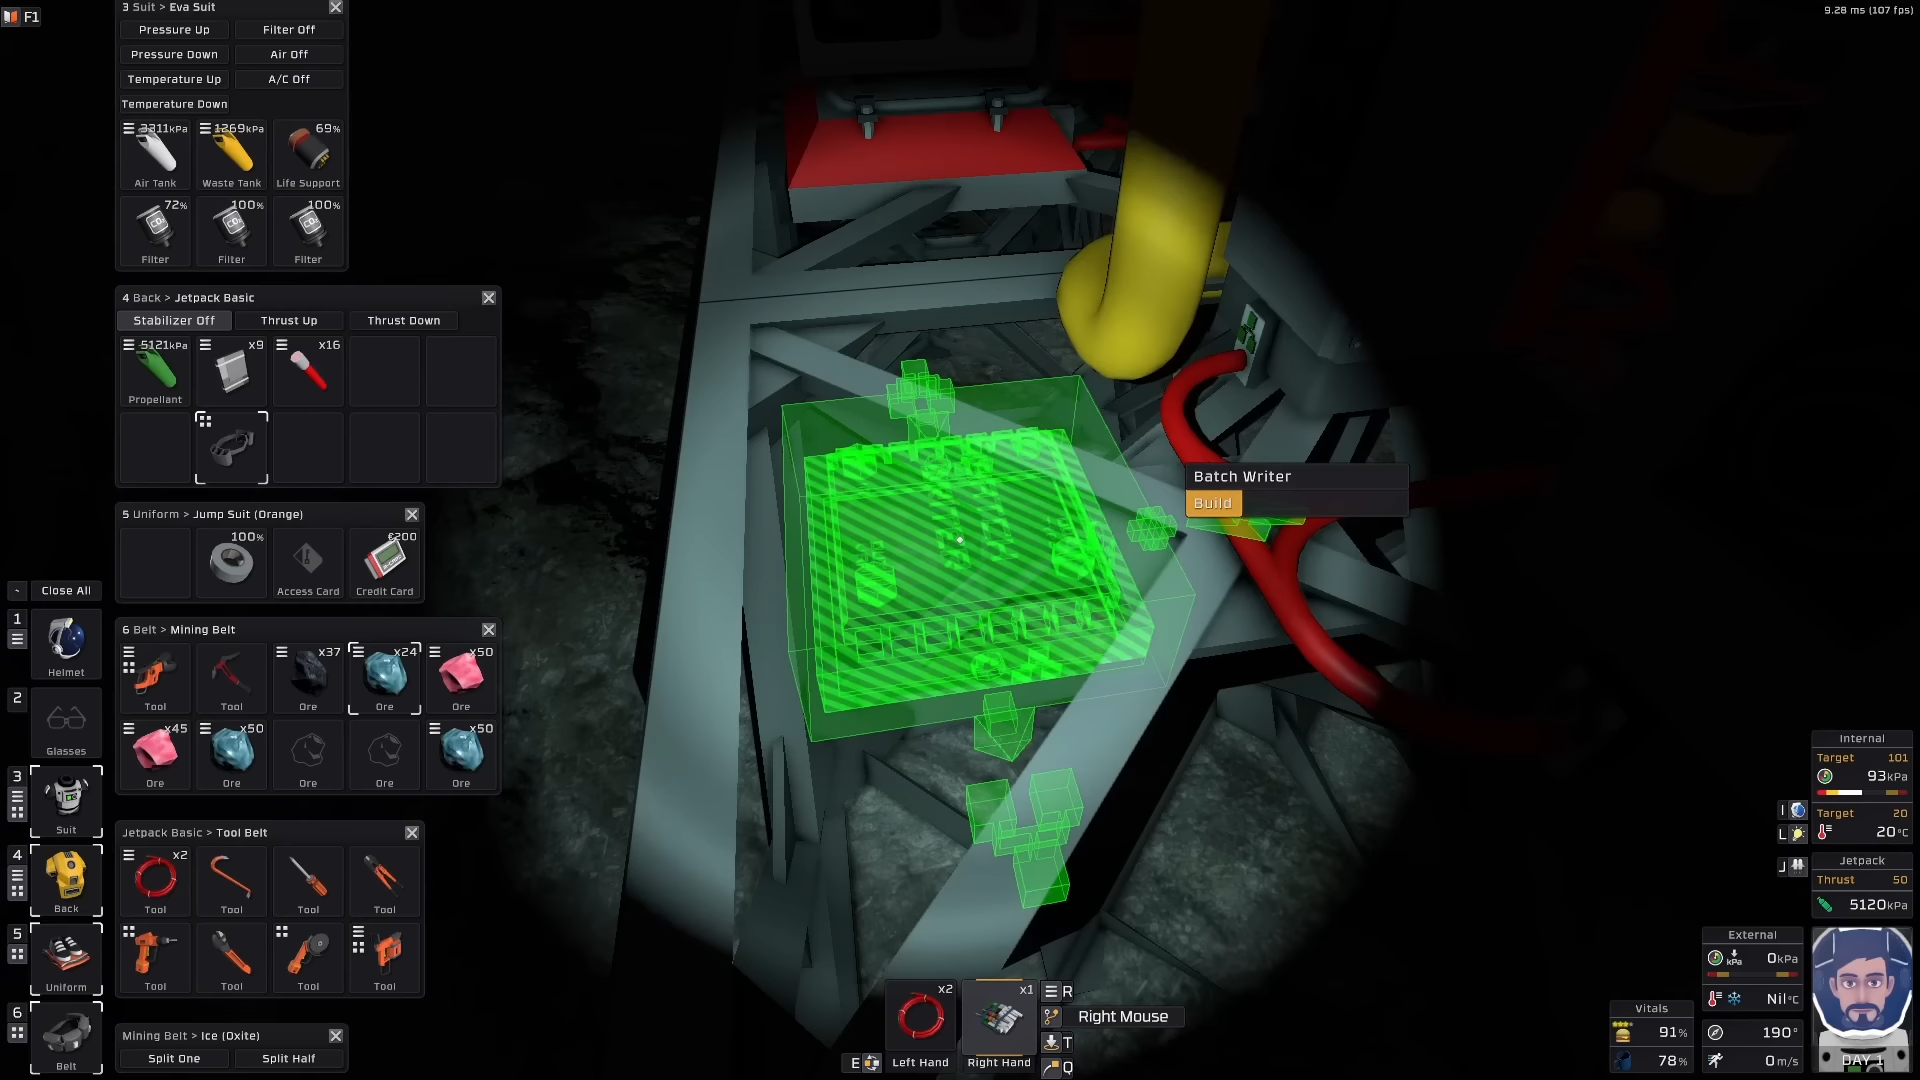 F1
9.28 ms (107 fps)
3 Suit > Eva Suit
Pressure Up
Filter Off
Pressure Down
Air Off
Temperature Up
A/C Off
Temperature Down
3311kPa
1269kPa
69%
Air Tank
Waste Tank
Life Support
72%
100%
100%
Filter
Filter
Filter
4 Back > Jetpack Basic
Stabilizer Off
Thrust Up
Thrust Down
5121kPa
x9
x16
Propellant
5 Uniform > Jump Suit (Orange)
100%
€200
Access Card
Credit Card
6 Belt > Mining Belt
x37
x24
x50
Tool
Tool
Ore
Ore
Ore
x45
x50
x50
Ore
Ore
Ore
Ore
Ore
Jetpack Basic > Tool Belt
x2
Tool
Tool
Tool
Tool
Tool
Tool
Tool
Tool
Mining Belt > Ice (Oxite)
Split One
Split Half
~
Close All
1
Helmet
2
Glasses
3
Suit
4
Back
5
Uniform
6
Belt
Batch Writer
Build
x2
x1
R
Right Mouse
T
E
Left Hand
Right Hand
Q
Internal
Target 101
93kPa
I
Target 20
L
20°C
J
Jetpack
Thrust 50
5120kPa
External
kPa
0kPa
Nil°C
Vitals
91%
190°
78%
0m/s
DAY 1